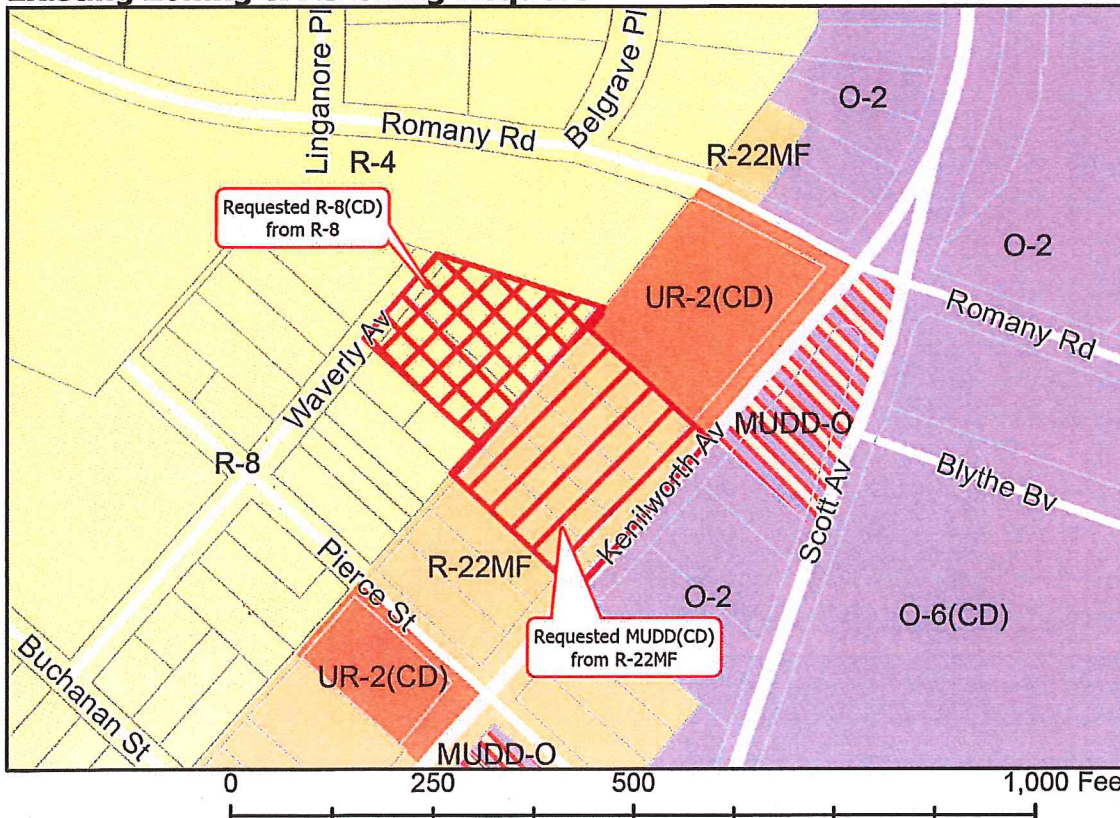 Linganore Pl
Belgrave Pl
O-2
Romany Rd
R-22MF
R-4
Requested R-8(CD)
from R-8
O-2
UR-2(CD)
Romany Rd
Waverly Av
MUDD-O
Kenilworth Av
Blythe Bv
R-8
Scott Av
Pierce St
R-22MF
O-2
O-6(CD)
Requested MUDD(CD)
from R-22MF
Buchanan St
UR-2(CD)
MUDD-O
0 250 500 1,000 Fee